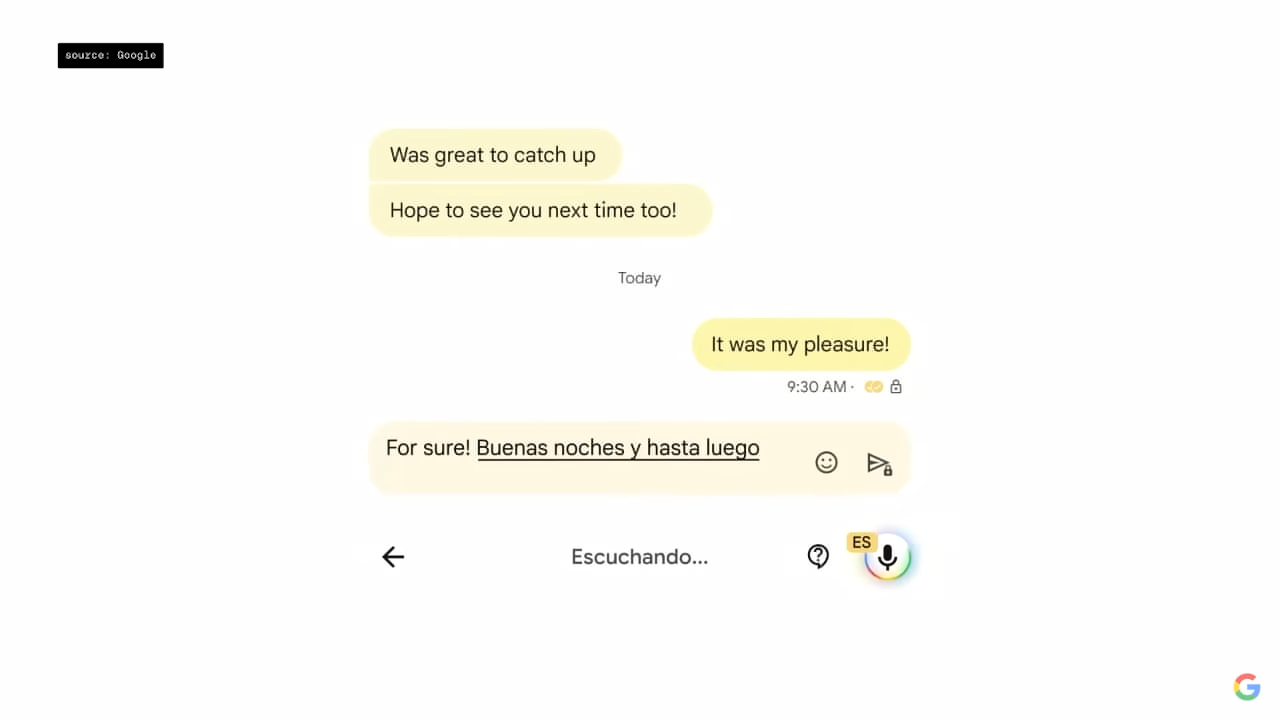 source: Google
Was great to catch up
Hope to see you next time too!
Today
It was my pleasure!
9:30 AM ·
For sure! Buenas noches y hasta luego
ES
Escuchando...